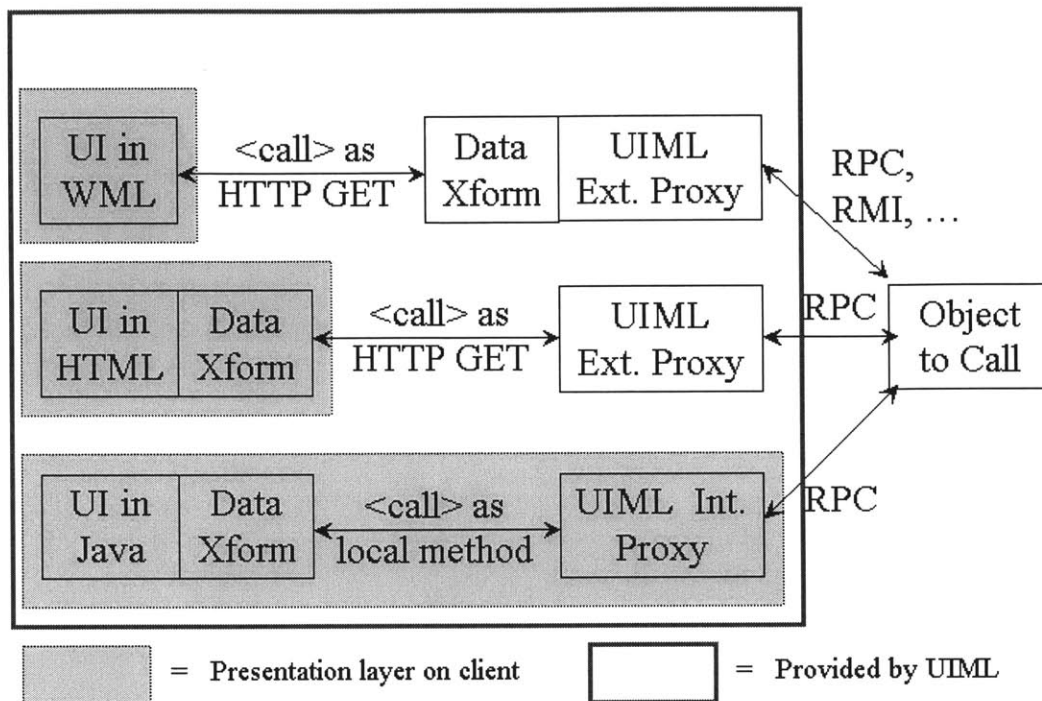 UI in
WML
<call> as
HTTP GET
Data
Xform
UIML
Ext. Proxy
RPC,
RMI, ...
UI in
HTML
Data
Xform
<call> as
HTTP GET
UIML
Ext. Proxy
RPC
Object
to Call
UI in
Java
Data
Xform
<call> as
local method
UIML Int.
Proxy
RPC
= Presentation layer on client
= Provided by UIML